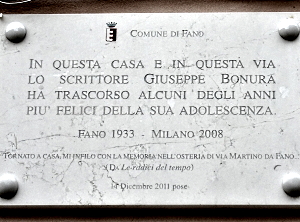 COMUNE DI FANO
IN QUESTA CASA E IN QUESTA VIA
LO SCRITTORE GIUSEPPE BONURA
HA TRASCORSO ALCUNI DEGLI ANNI
PIU' FELICI DELLA SUA ADOLESCENZA.
FANO 1933 - MILANO 2008
TORNATO A CASA, MI INFILO CON LA MEMORIA NELL'OSTERIA DI VIA MARTINO DA FANO.
(DA Le radici del tempo)
14 Dicembre 2011 pose